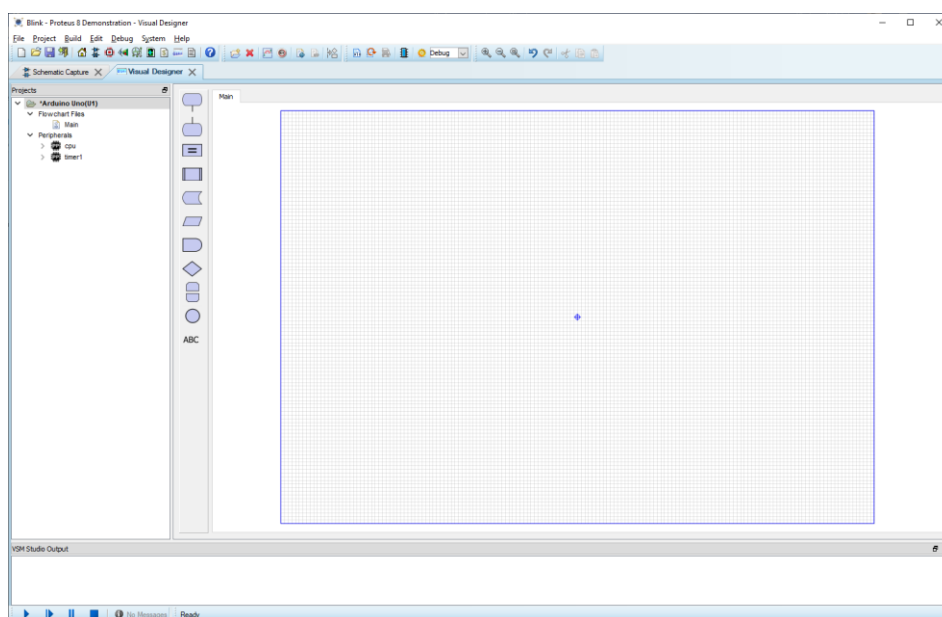 Blink - Proteus 8 Demonstration - Visual Designer
File Project Build Edit Debug System Help
Debug
Schematic Capture Visual Designer
Projects
*Arduino Uno(U1)
Flowchart Files
Main
Peripherals
cpu
timer1
Main
ABC
VSM Studio Output
No Messages Ready